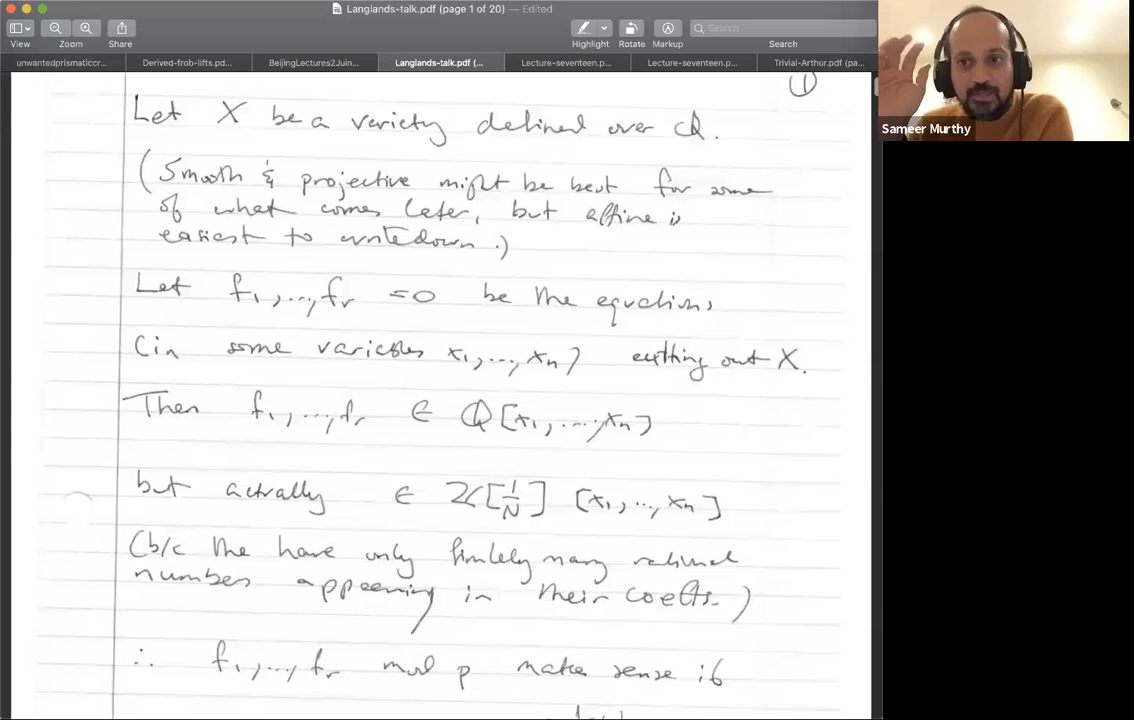 Langlands-talk.pdf (page 1 of 20) — Edited
View
Zoom
Share
Highlight
Rotate
Markup
Search
Search
unwantedprismaticcr...
Derived-frob-lifts.pd...
BeijingLectures2Juin...
Langlands-talk.pdf (...
Lecture-seventeen.p...
Lecture-seventeen.p...
Trivial-Arthur.pdf (pa...
①
Let X be a variety defined over ℚ.
(Smooth & projective might be best for some
of what comes later, but affine is
easiest to write down.)
Let f₁,...,fᵣ =0 be the equations
(in some variables x₁,...,xₙ) cutting out X.
Then f₁,...,fᵣ ∈ ℚ[x₁,...,xₙ]
but actually ∈ ℤ[1/N] [x₁,...,xₙ]
(b/c the have only finitely many rational
numbers appearing in their coeffs.)
∴ f₁,...,fᵣ mod p makes sense if
Sameer Murthy